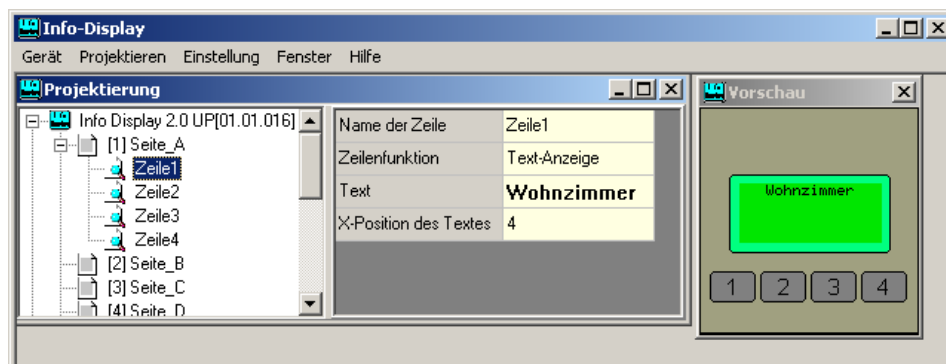 Info-Display
Gerät Projektieren Einstellung Fenster Hilfe
Projektierung
Info Display 2.0 UP[01.01.016]
[1] Seite_A
Zeile1
Zeile2
Zeile3
Zeile4
[2] Seite_B
[3] Seite_C
[4] Seite_D
Name der Zeile Zeile1
Zeilenfunktion Text-Anzeige
Text Wohnzimmer
X-Position des Textes 4
Vorschau
Wohnzimmer
1 2 3 4